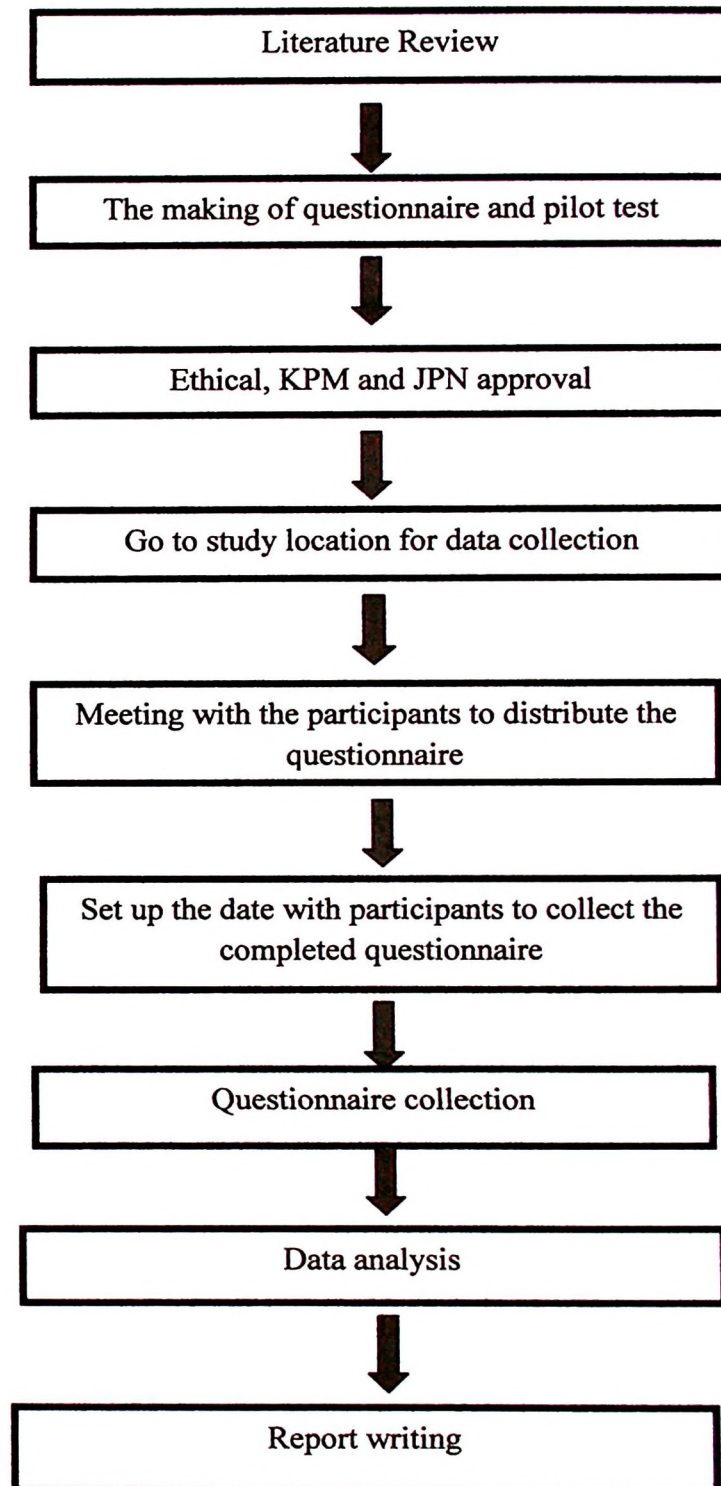 Literature Review
The making of questionnaire and pilot test
Ethical, KPM and JPN approval
Go to study location for data collection
Meeting with the participants to distribute the
questionnaire
Set up the date with participants to collect the
completed questionnaire
Questionnaire collection
Data analysis
Report writing